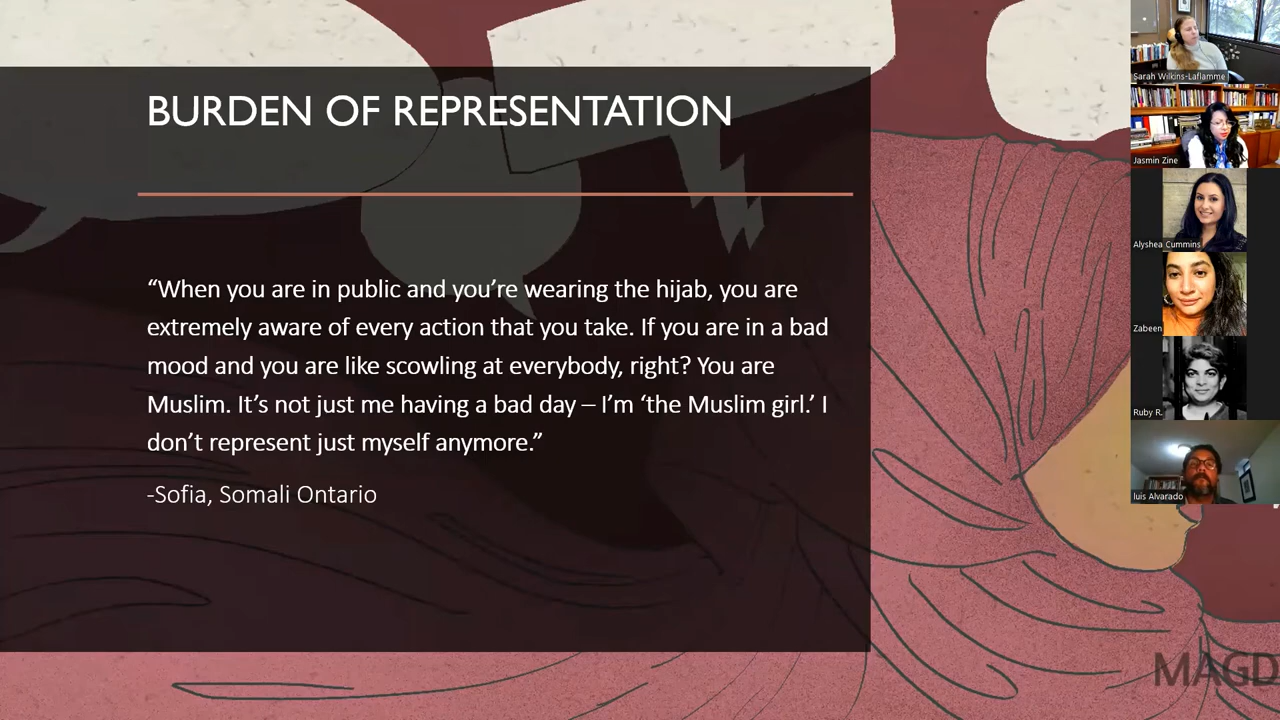 BURDEN OF REPRESENTATION
“When you are in public and you’re wearing the hijab, you are
extremely aware of every action that you take. If you are in a bad
mood and you are like scowling at everybody, right? You are
Muslim. It’s not just me having a bad day – I’m ‘the Muslim girl.’ I
don’t represent just myself anymore.”
-Sofia, Somali Ontario
Sarah Wilkins-Laflamme
Jasmin Zine
Alyshea Cummins
Zabeen
Ruby R.
luis Alvarado
MAGD